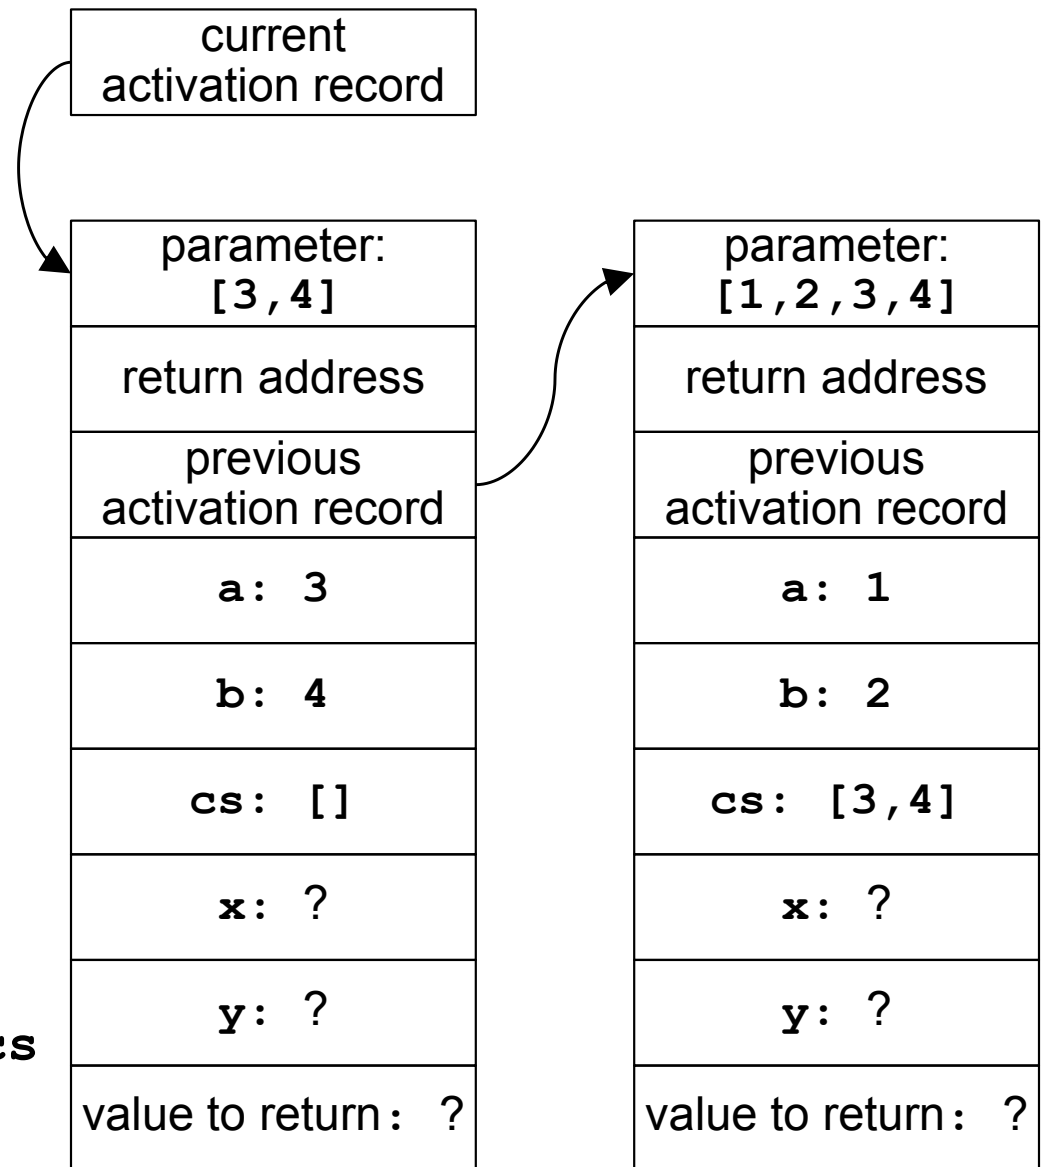 current
activation record
parameter:
[3,4]
return address
previous
activation record
a: 3
b: 4
cs: []
x: ?
y: ?
value to return: ?
parameter:
[1,2,3,4]
return address
previous
activation record
a: 1
b: 2
cs: [3,4]
x: ?
y: ?
value to return: ?
cs